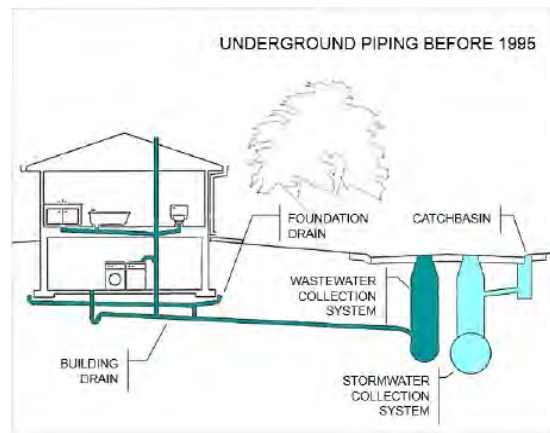 UNDERGROUND PIPING BEFORE 1995
FOUNDATION
DRAIN
CATCHBASIN
WASTEWATER
COLLECTION
SYSTEM
BUILDING
DRAIN
STORMWATER
COLLECTION
SYSTEM